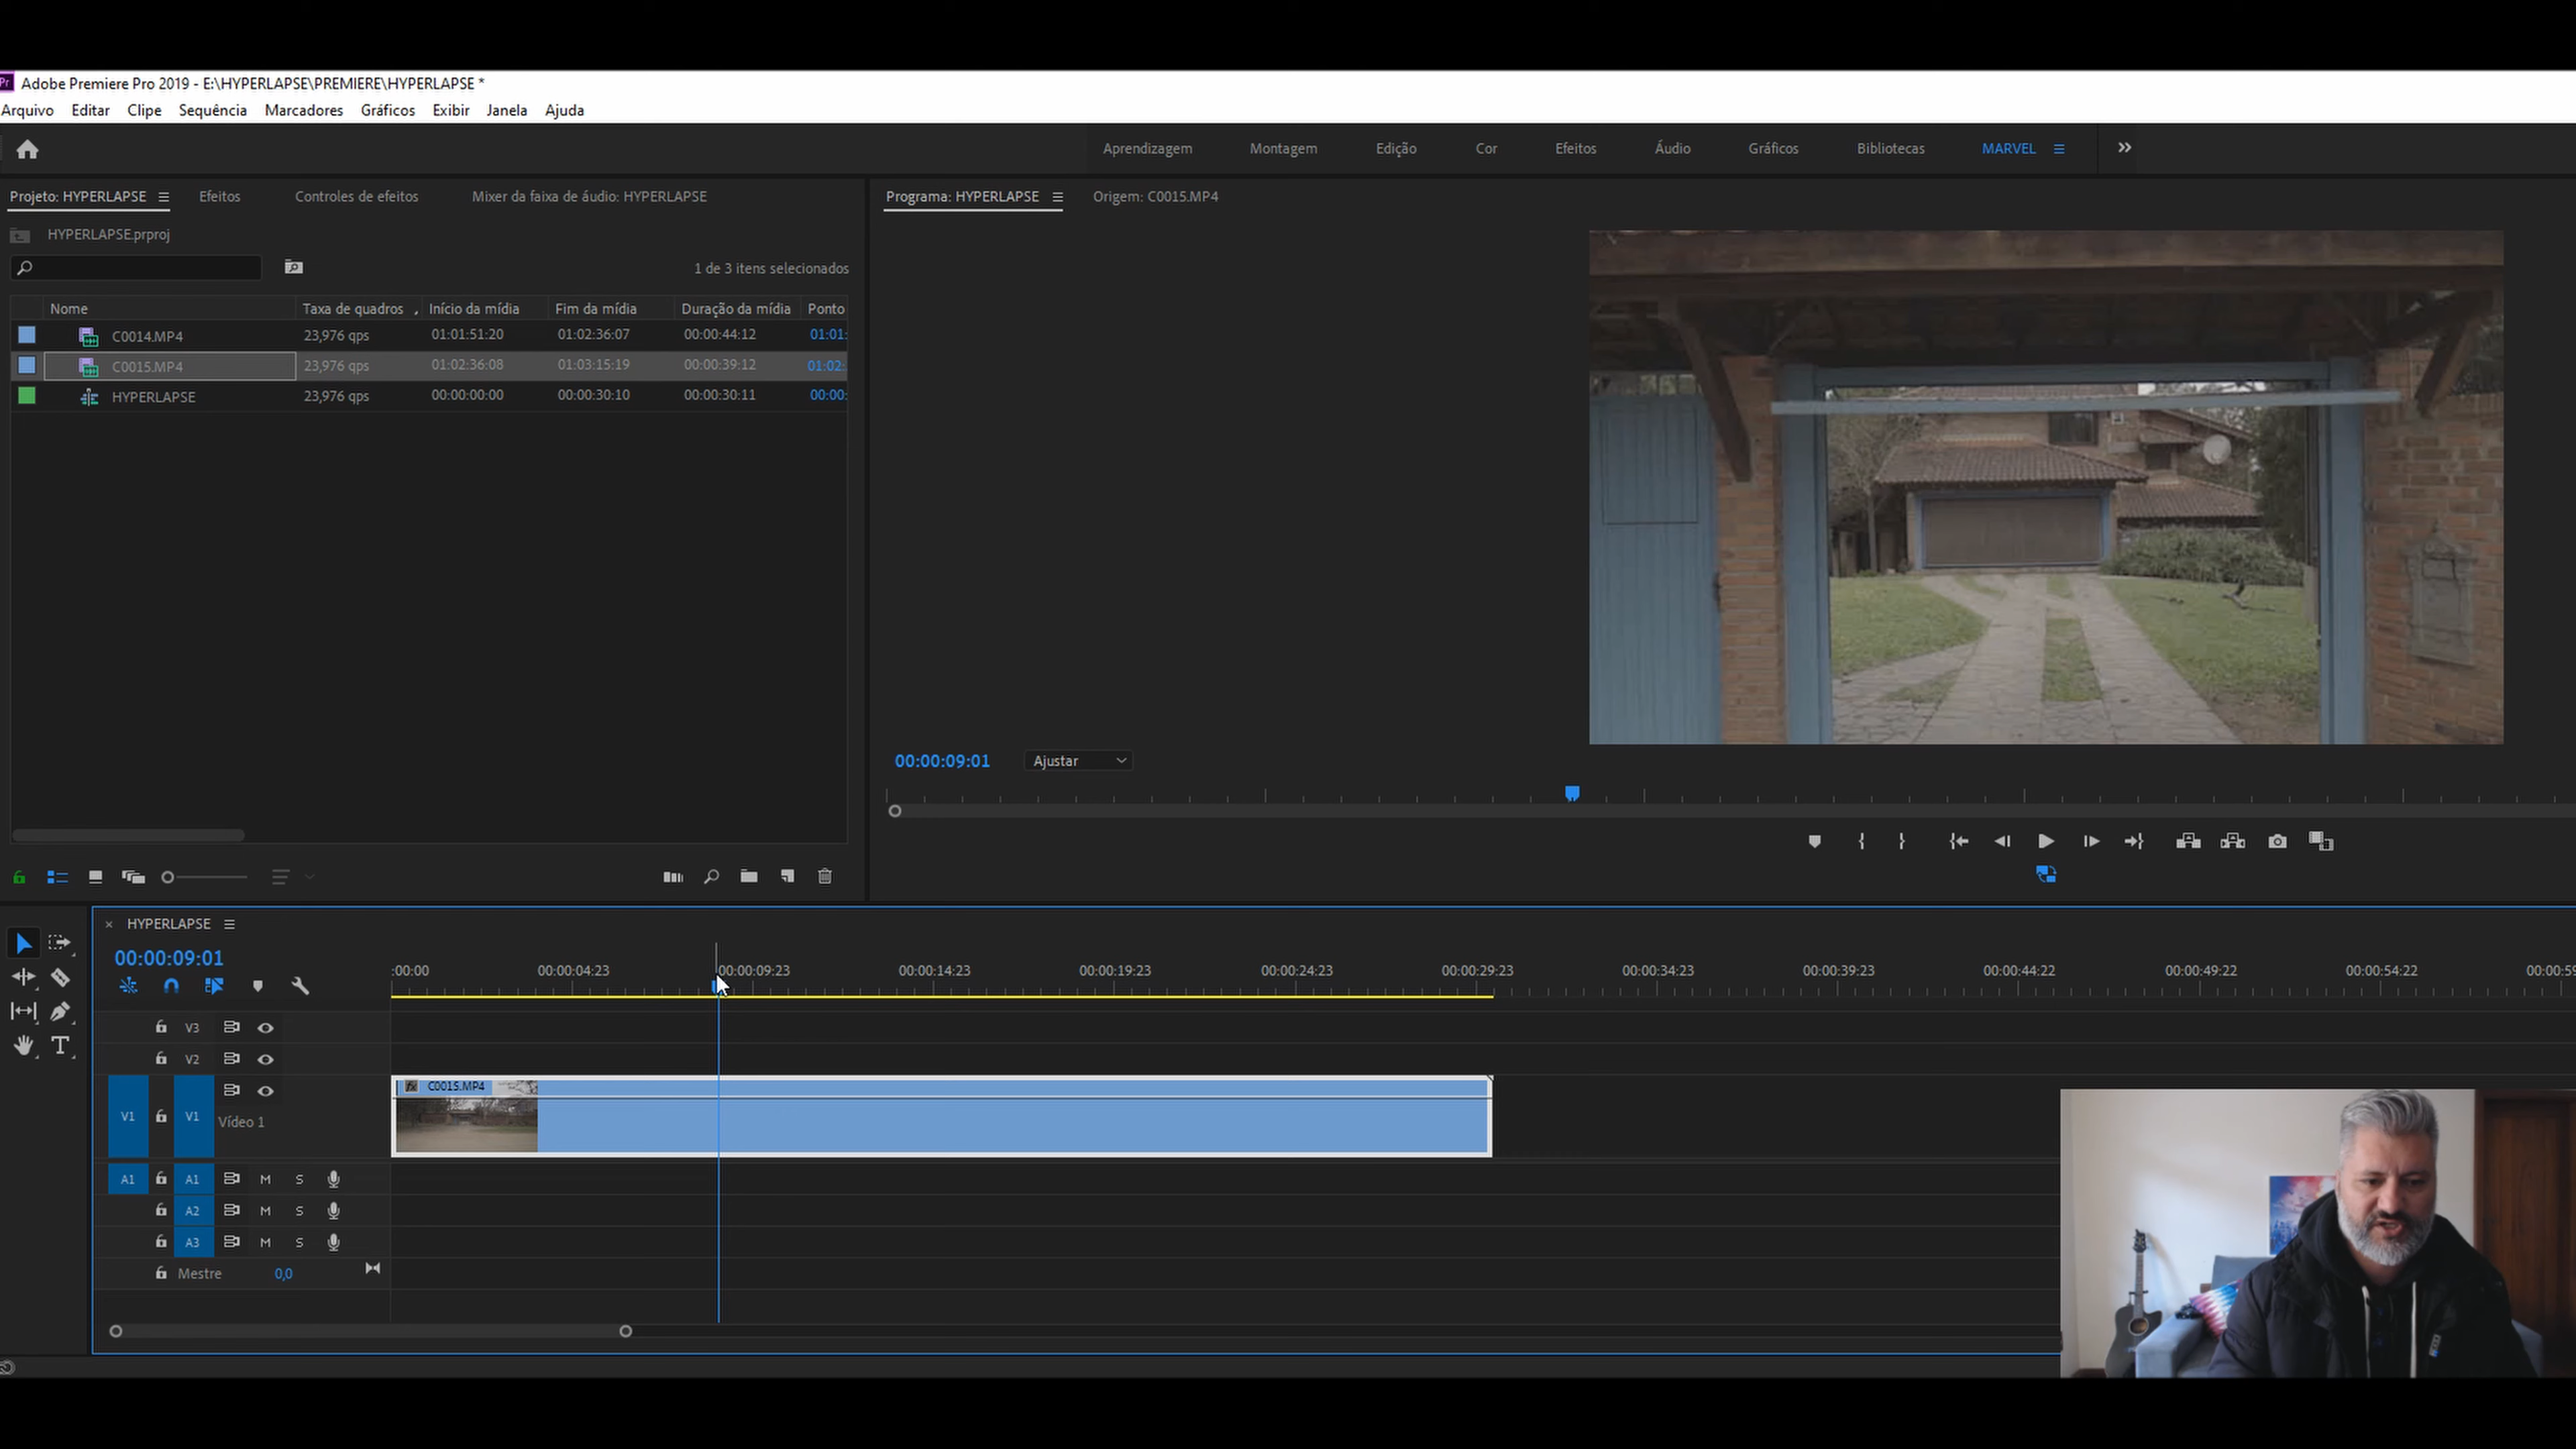 Pr Adobe Premiere Pro 2019 - E:\HYPERLAPSE\PREMIERE\HYPERLAPSE *
Arquivo Editar Clipe Sequência Marcadores Gráficos Exibir Janela Ajuda
Aprendizagem Montagem Edição Cor Efeitos Áudio Gráficos Bibliotecas MARVEL
Projeto: HYPERLAPSE Efeitos Controles de efeitos Mixer da faixa de áudio: HYPERLAPSE
HYPERLAPSE.prproj
1 de 3 itens selecionados
Nome Taxa de quadros Início da mídia Fim da mídia Duração da mídia Ponto
C0014.MP4 23,976 qps 01:01:51:20 01:02:36:07 00:00:44:12 01:01:
C0015.MP4 23,976 qps 01:02:36:08 01:03:15:19 00:00:39:12 01:02:
HYPERLAPSE 23,976 qps 00:00:00:00 00:00:30:10 00:00:30:11 00:00:
Programa: HYPERLAPSE Origem: C0015.MP4
00:00:09:01 Ajustar
HYPERLAPSE
00:00:09:01
:00:00 00:00:04:23 00:00:09:23 00:00:14:23 00:00:19:23 00:00:24:23 00:00:29:23 00:00:34:23 00:00:39:23 00:00:44:22 00:00:49:22 00:00:54:22 00:00:59
V3
V2
fx C0015.MP4
V1 V1
Vídeo 1
A1 A1 M S
A2 M S
A3 M S
Mestre 0,0
T